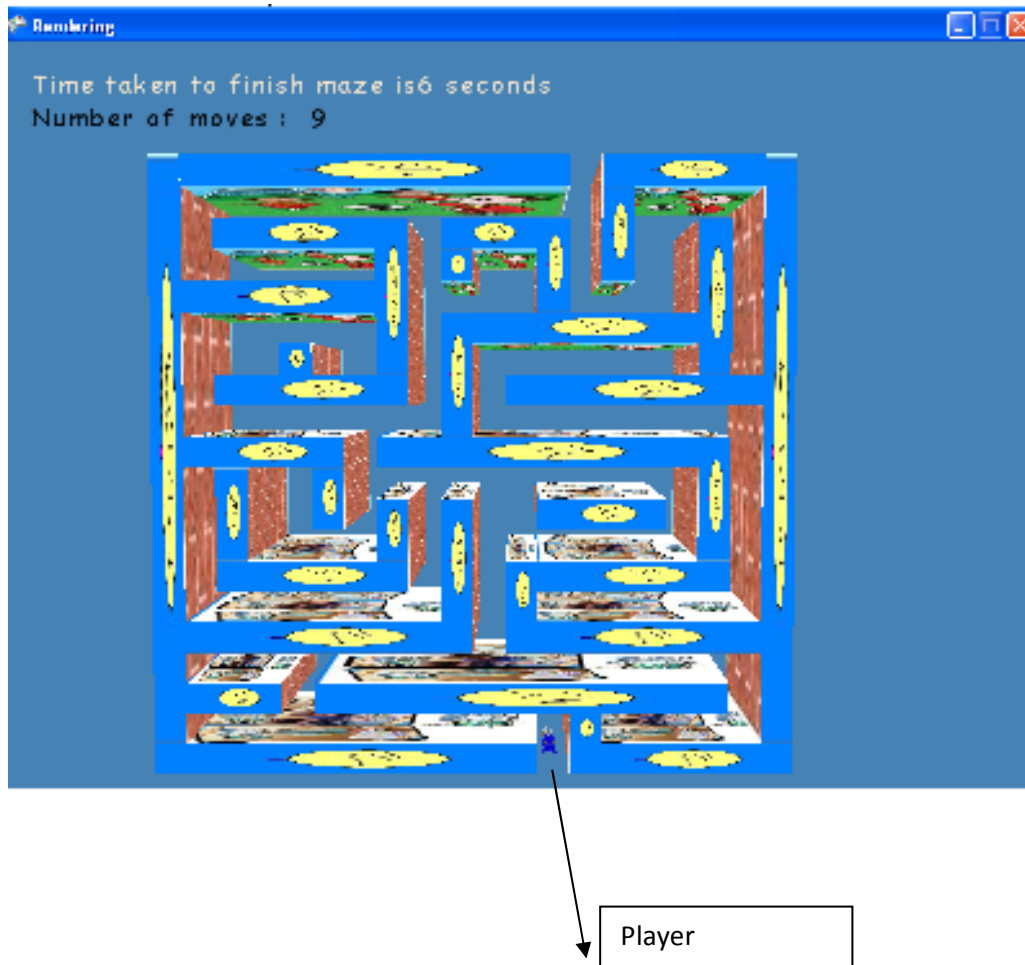 Rendering
Time taken to finish maze is6 seconds
Number of moves : 9
Player